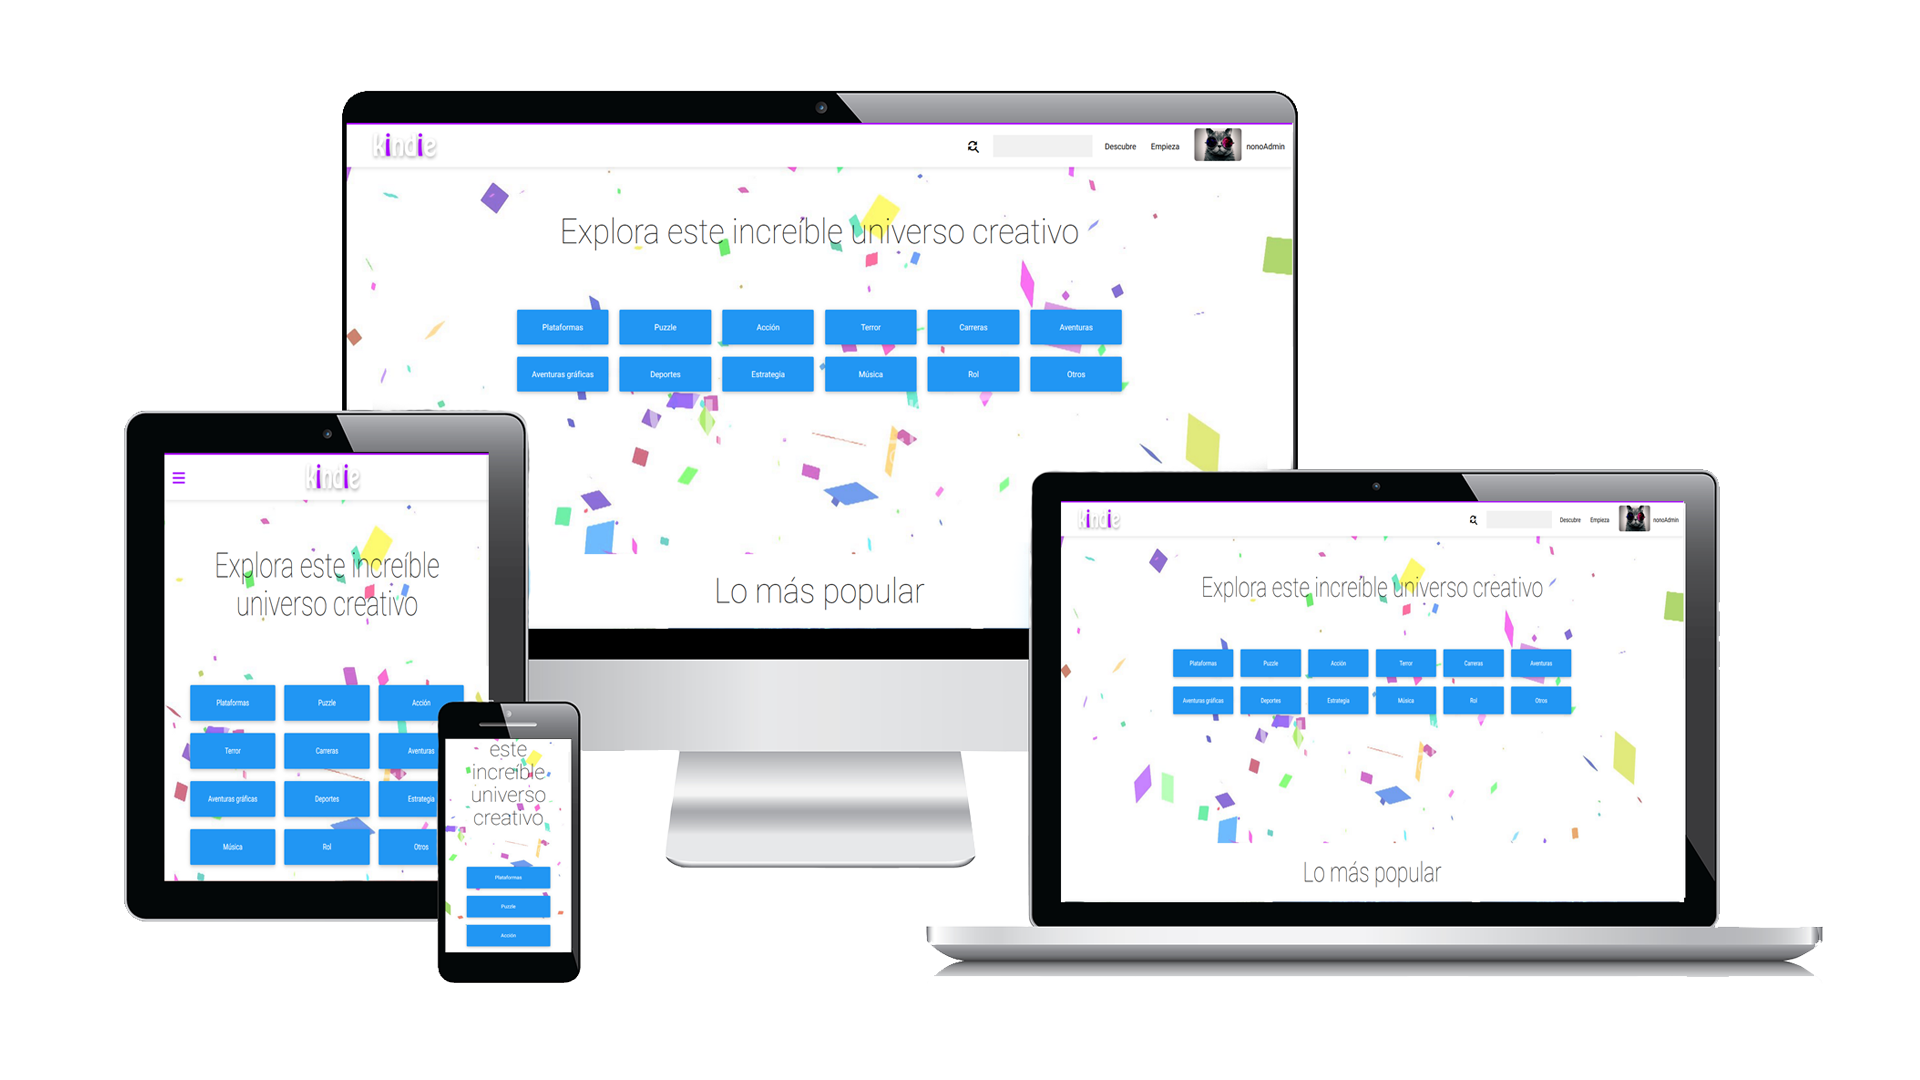 kindie
Descubre
Empieza
nonoAdmin
Explora este increíble universo creativo
Plataformas
Puzzle
Acción
Terror
Carreras
Aventuras
Aventuras gráficas
Deportes
Estrategia
Música
Rol
Otros
Lo más popular
kindie
Explora este increíble
universo creativo
Plataformas
Puzzle
Acción
Terror
Carreras
Aventuras
Aventuras gráficas
Deportes
Estrategia
Música
Rol
Otros
este
increíble
universo
creativo
Plataformas
Puzzle
Acción
kindie
Descubre
Empieza
nonoAdmin
Explora este increíble universo creativo
Plataformas
Puzzle
Acción
Terror
Carreras
Aventuras
Aventuras gráficas
Deportes
Estrategia
Música
Rol
Otros
Lo más popular